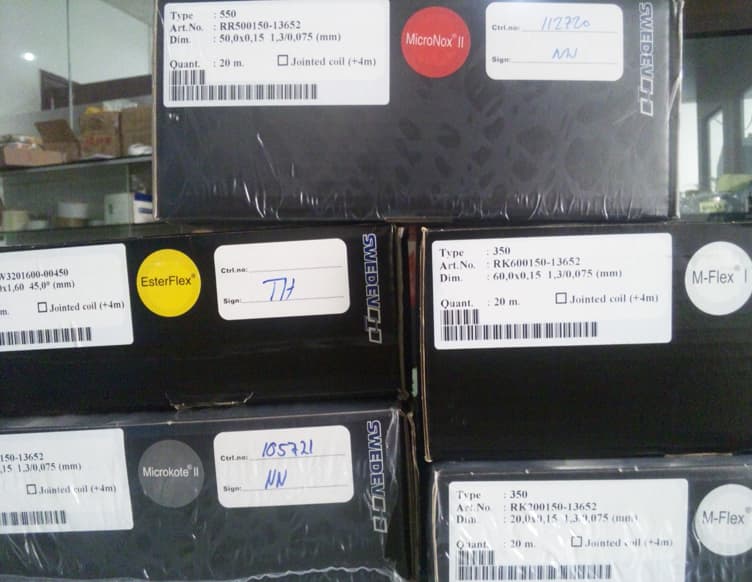 Type : 550
Art.No. : RR500150-13652
Dim. : 50,0x0,15 1,3/0,075 (mm)
Quant. : 20 m. Jointed coil (+4m)
MicroNox® II
Ctrl.no: 112720
Sign: NN
SWEDEV
W3201600-00450
x1,60 45,0° (mm)
m. Jointed coil (+4m)
EsterFlex®
Ctrl.no:
Sign: TH
SWEDEV
Type : 350
Art.No. : RK600150-13652
Dim. : 60,0x0,15 1,3/0,075 (mm)
Quant. : 20 m. Jointed coil (+4m)
M-Flex®
150-13652
,15 1,3/0,075 (mm)
Jointed coil (+4m)
Microkote® II
Ctrl.no: 105721
Sign: NN
SWEDEV
Type : 350
Art.No. : RK200150-13652
Dim. : 20,0x0,15 1,3/0,075 (mm)
Quant. : 20 m. Jointed coil (+4m)
M-Flex®